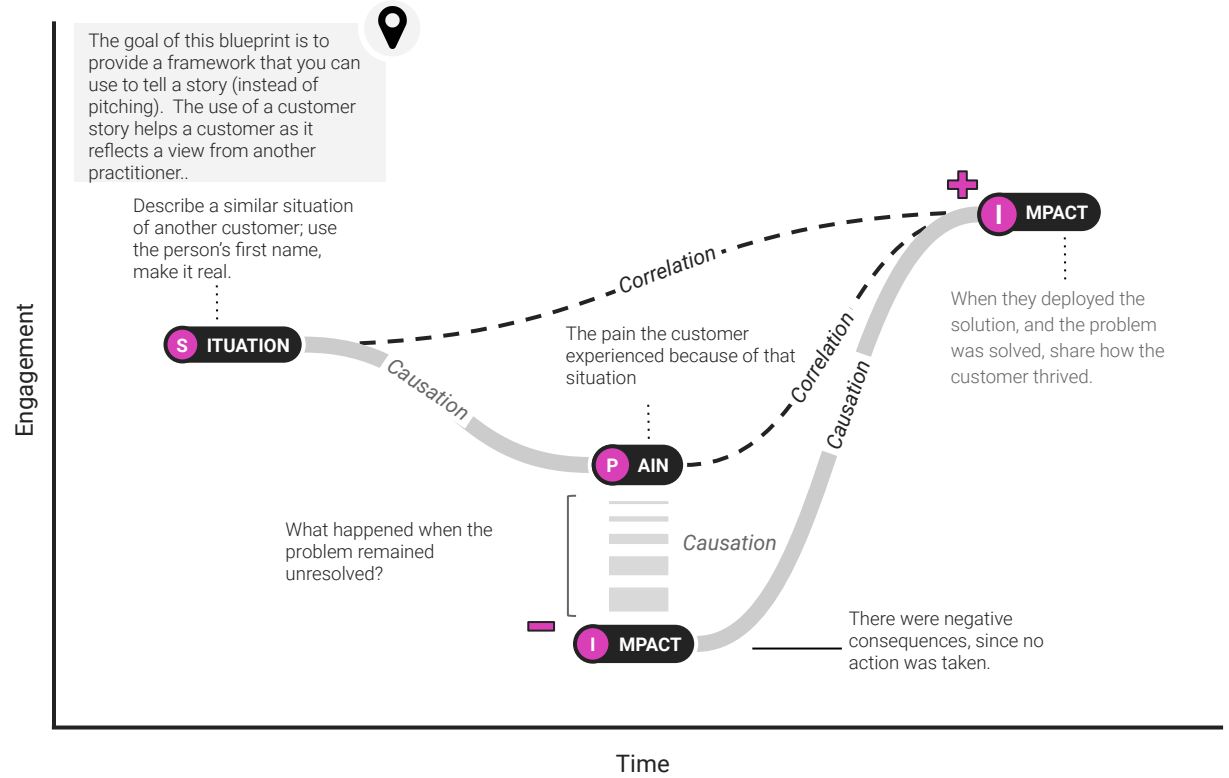 The goal of this blueprint is to
provide a framework that you can
use to tell a story (instead of
pitching).  The use of a customer
story helps a customer as it
reflects a view from another
practitioner..
Describe a similar situation
of another customer; use
the person's first name,
make it real.
SITUATION
Causation
Correlation
The pain the customer
experienced because of that
situation
PAIN
Correlation
Causation
+
IMPACT
When they deployed the
solution, and the problem
was solved, share how the
customer thrived.
What happened when the
problem remained
unresolved?
Causation
-
IMPACT
There were negative
consequences, since no
action was taken.
Engagement
Time